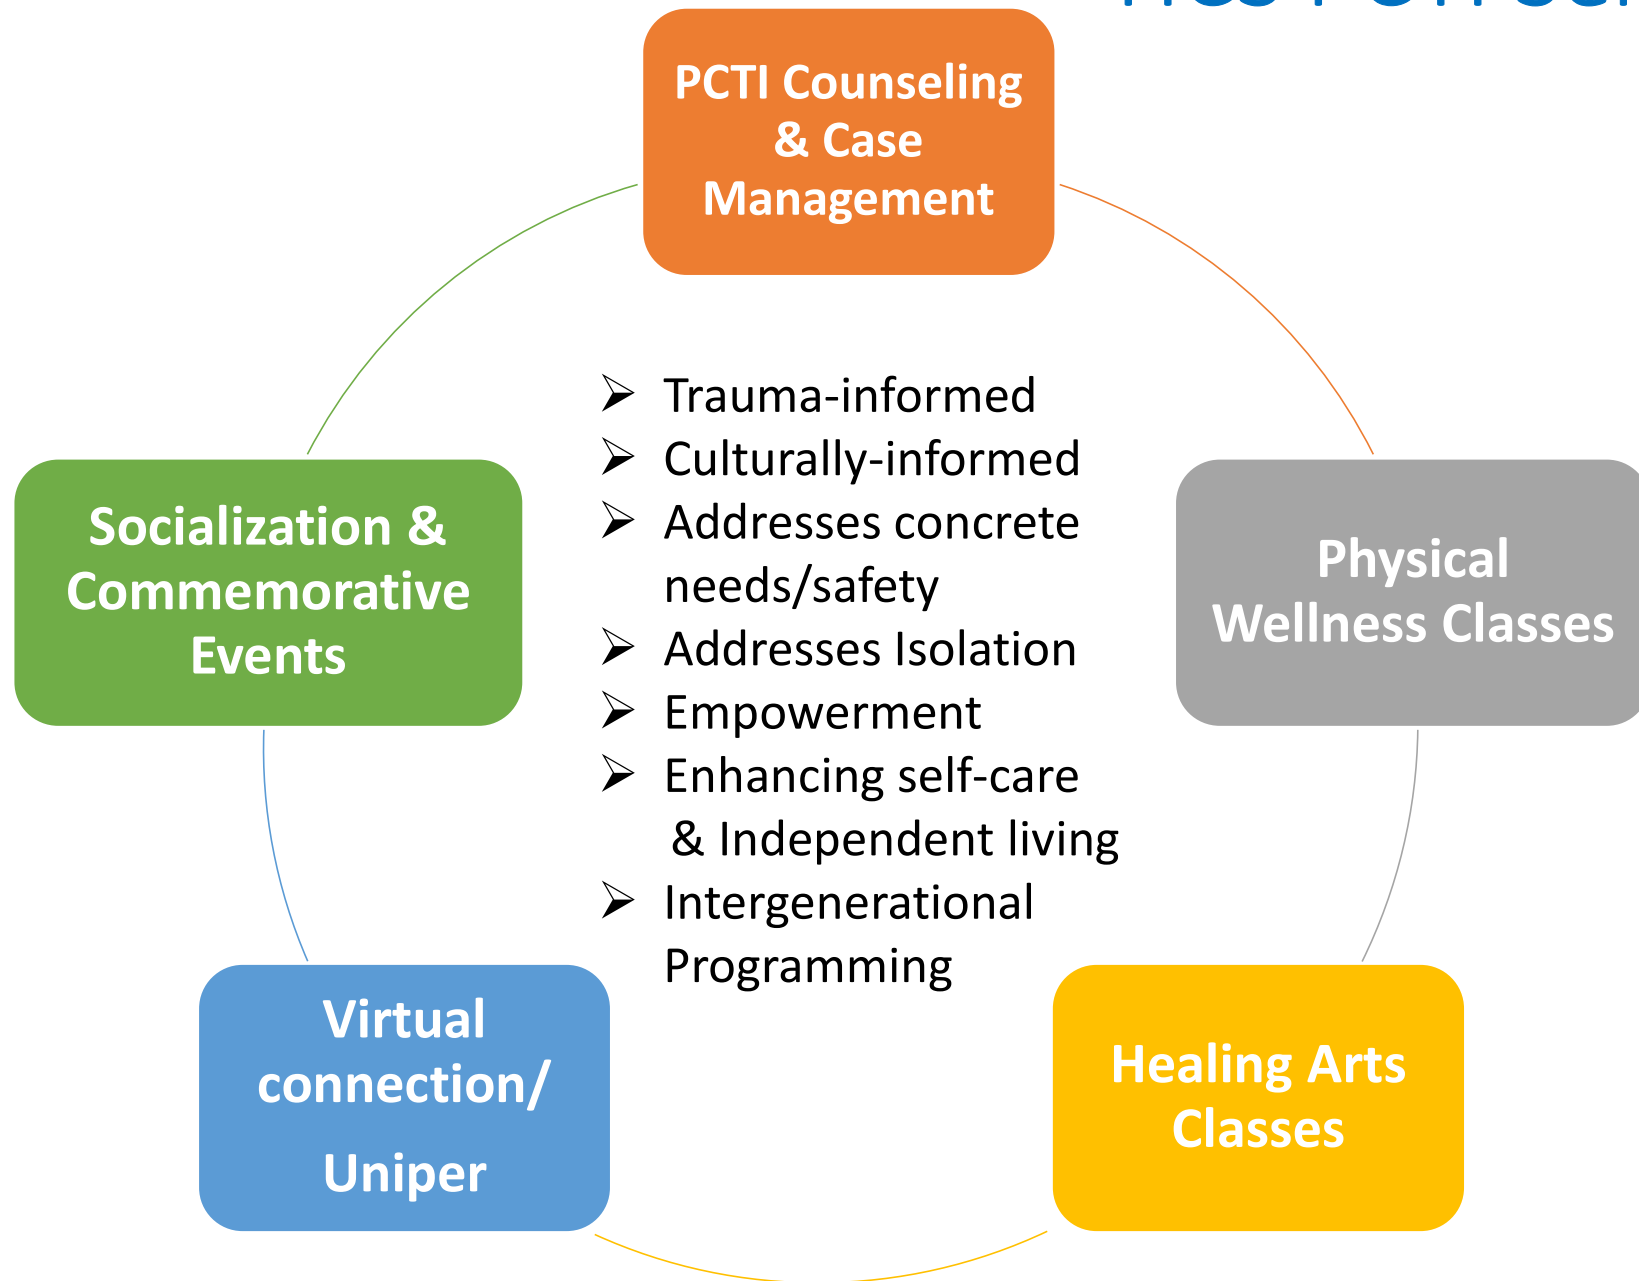 PCTI Counseling
& Case
Management
Socialization &
Commemorative
Events
➢ Trauma-informed
➢ Culturally-informed
➢ Addresses concrete
needs/safety
➢ Addresses Isolation
➢ Empowerment
➢ Enhancing self-care
& Independent living
➢ Intergenerational
Programming
Physical
Wellness Classes
Virtual
connection/
Uniper
Healing Arts
Classes